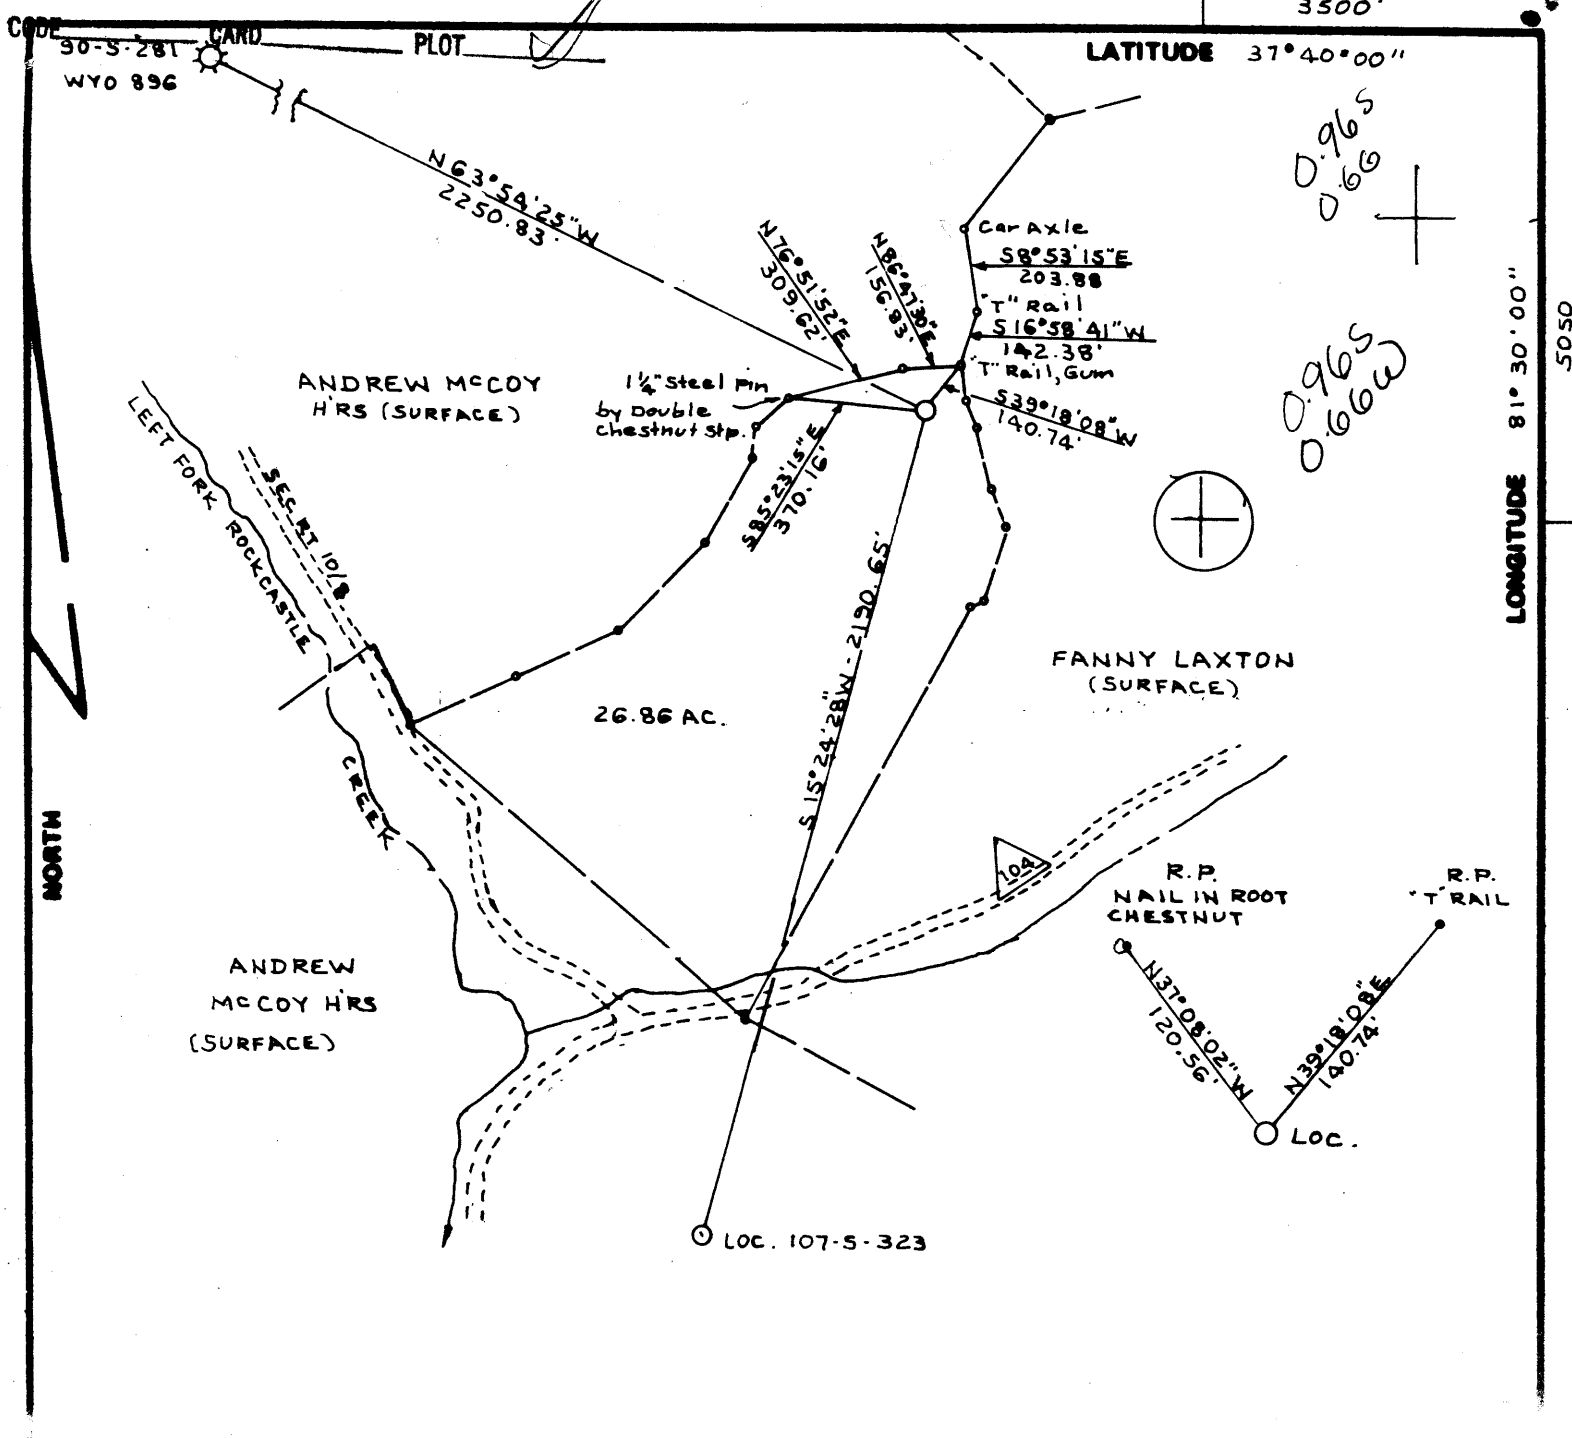 3500'
CODE CARD PLOT
90-S-281
WYO 896
LATITUDE 37°40'00"
0.96S
0.66
N63°54'25"W
2250.83'
Car Axle
S8°53'15"E
203.88
N76°51'52"E
309.62'
N86°47'30"E
156.83'
"T" Rail
S16°58'41"W
142.38'
"T" Rail, Gum
ANDREW McCOY
H'RS (SURFACE)
1¼" Steel Pin
by Double
Chestnut Stp.
S39°18'08"W
140.74'
S85°23'15"E
370.16'
0.96S
0.66W
LONGITUDE 81°30'00"
5050
LEFT FORK ROCKCASTLE
CREEK
SEC RT 10/8
S15°24'28"W - 2190.65'
FANNY LAXTON
(SURFACE)
26.86 AC.
NORTH
104
R.P.
NAIL IN ROOT
CHESTNUT
R.P.
"T" RAIL
N37°08'02"W
120.56'
N39°18'08"E
140.74'
LOC.
ANDREW
McCOY H'RS
(SURFACE)
LOC. 107-S-323